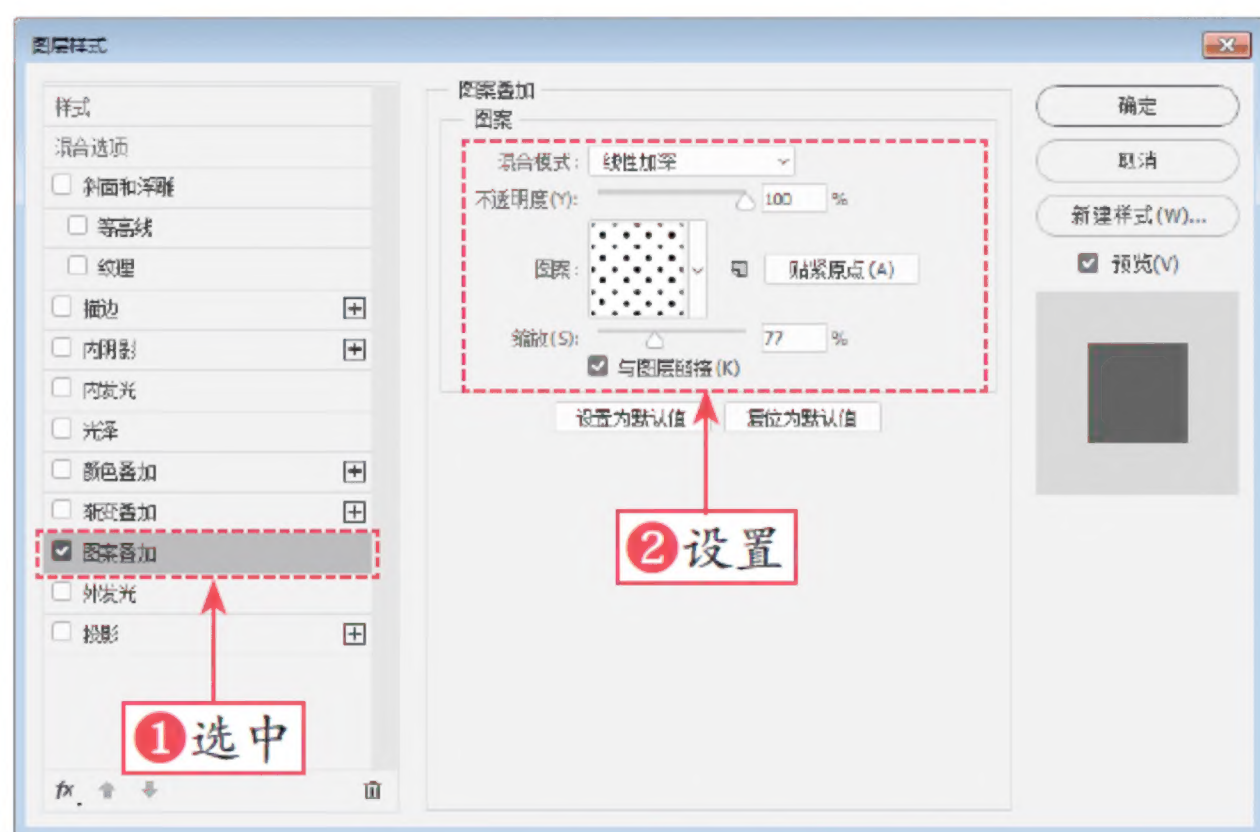 图层样式
样式
混合选项
斜面和浮雕
等高线
纹理
描边
内阴影
内发光
光泽
颜色叠加
渐变叠加
图案叠加
外发光
投影
fx
1选中
图案叠加
图案
混合模式: 线性加深
不透明度(Y): 100 %
图案: 贴紧原点(A)
缩放(S): 77 %
与图层链接(K)
设置为默认值 复位为默认值
2设置
确定
取消
新建样式(W)...
预览(V)